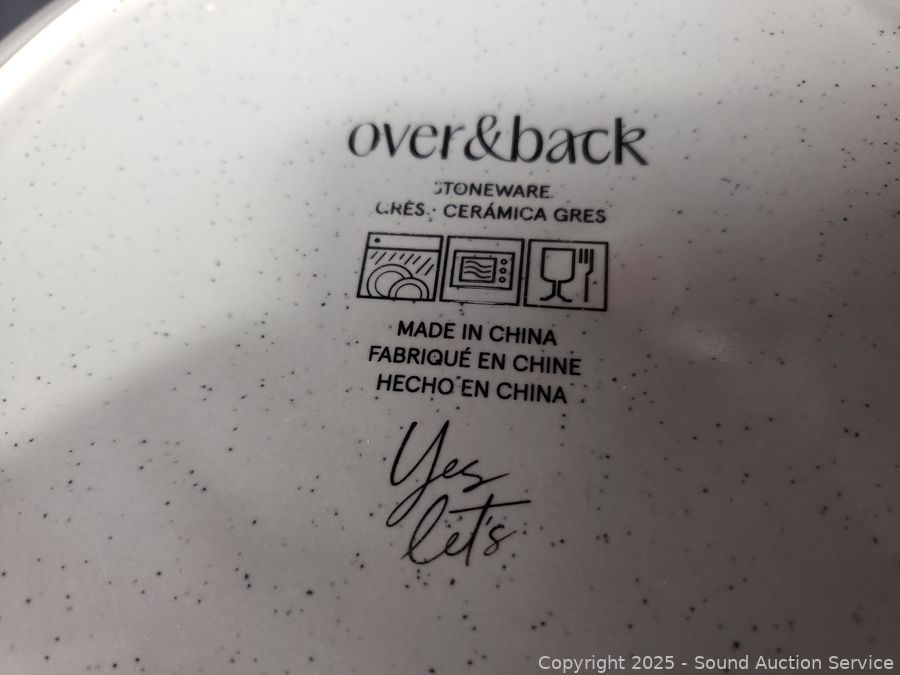 over&back
STONEWARE
GRÈS · CERÁMICA GRES
MADE IN CHINA
FABRIQUÉ EN CHINE
HECHO EN CHINA
Yes
let's
Copyright 2025 - Sound Auction Service